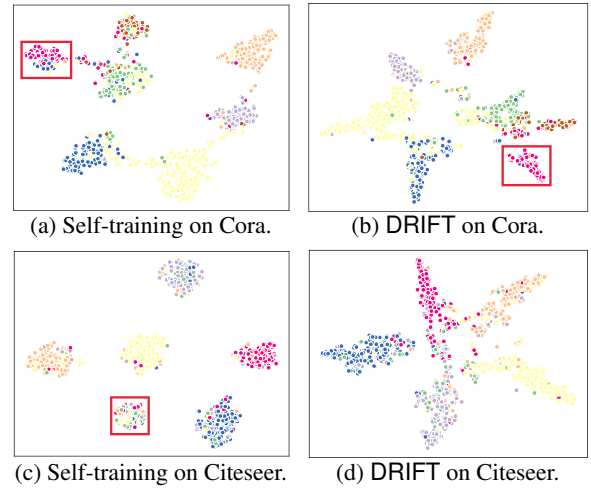 (a) Self-training on Cora.
(b) DRIFT on Cora.
(c) Self-training on Citeseer.
(d) DRIFT on Citeseer.